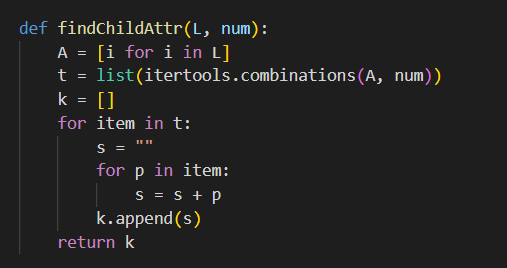 def findChildAttr(L, num):
    A = [i for i in L]
    t = list(itertools.combinations(A, num))
    k = []
    for item in t:
        s = ""
        for p in item:
            s = s + p
        k.append(s)
    return k